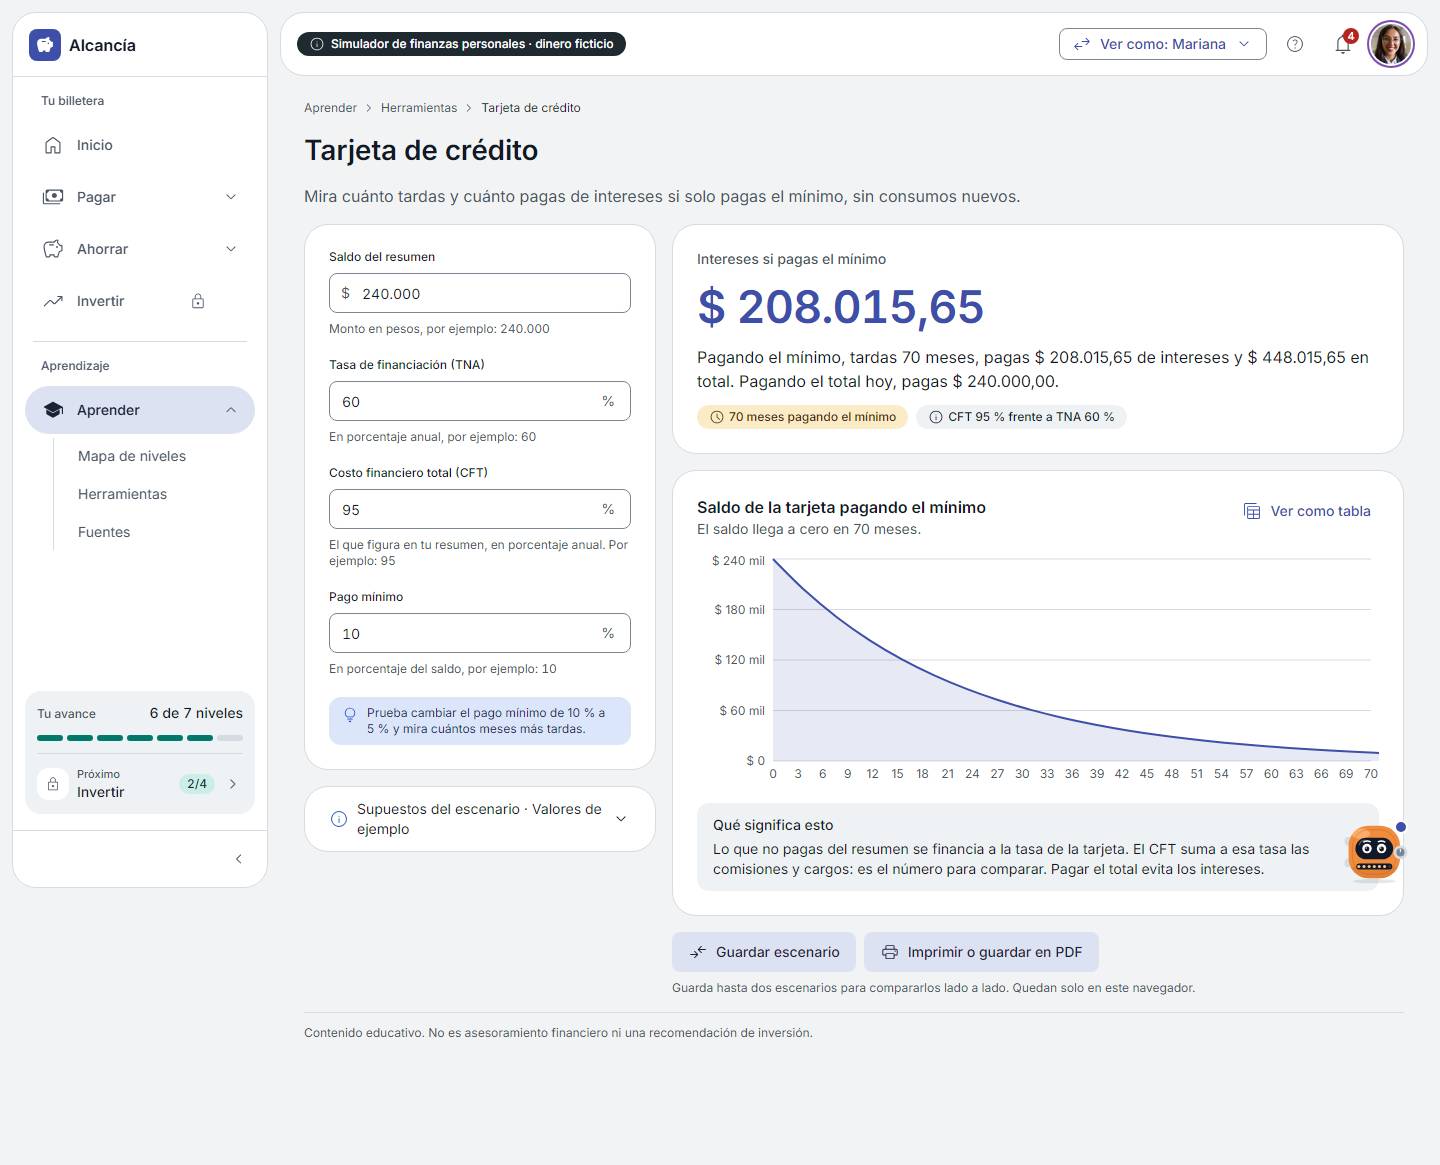 Alcancía
Simulador de finanzas personales · dinero ficticio
Ver como: Mariana
4
Tu billetera
Inicio
Pagar
Ahorrar
Invertir
Aprendizaje
Aprender
Mapa de niveles
Herramientas
Fuentes
Tu avance
6 de 7 niveles
Próximo
Invertir
2/4
Aprender
Herramientas
Tarjeta de crédito
Tarjeta de crédito
Mira cuánto tardas y cuánto pagas de intereses si solo pagas el mínimo, sin consumos nuevos.
Saldo del resumen
$ 240.000
Monto en pesos, por ejemplo: 240.000
Tasa de financiación (TNA)
60 %
En porcentaje anual, por ejemplo: 60
Costo financiero total (CFT)
95 %
El que figura en tu resumen, en porcentaje anual. Por
ejemplo: 95
Pago mínimo
10 %
En porcentaje del saldo, por ejemplo: 10
Prueba cambiar el pago mínimo de 10 % a
5 % y mira cuántos meses más tardas.
Supuestos del escenario · Valores de
ejemplo
Intereses si pagas el mínimo
$ 208.015,65
Pagando el mínimo, tardas 70 meses, pagas $ 208.015,65 de intereses y $ 448.015,65 en
total. Pagando el total hoy, pagas $ 240.000,00.
70 meses pagando el mínimo
CFT 95 % frente a TNA 60 %
Saldo de la tarjeta pagando el mínimo
El saldo llega a cero en 70 meses.
Ver como tabla
$ 240 mil
$ 180 mil
$ 120 mil
$ 60 mil
$ 0
0 3 6 9 12 15 18 21 24 27 30 33 36 39 42 45 48 51 54 57 60 63 66 69 70
Qué significa esto
Lo que no pagas del resumen se financia a la tasa de la tarjeta. El CFT suma a esa tasa las
comisiones y cargos: es el número para comparar. Pagar el total evita los intereses.
Guardar escenario
Imprimir o guardar en PDF
Guarda hasta dos escenarios para compararlos lado a lado. Quedan solo en este navegador.
Contenido educativo. No es asesoramiento financiero ni una recomendación de inversión.